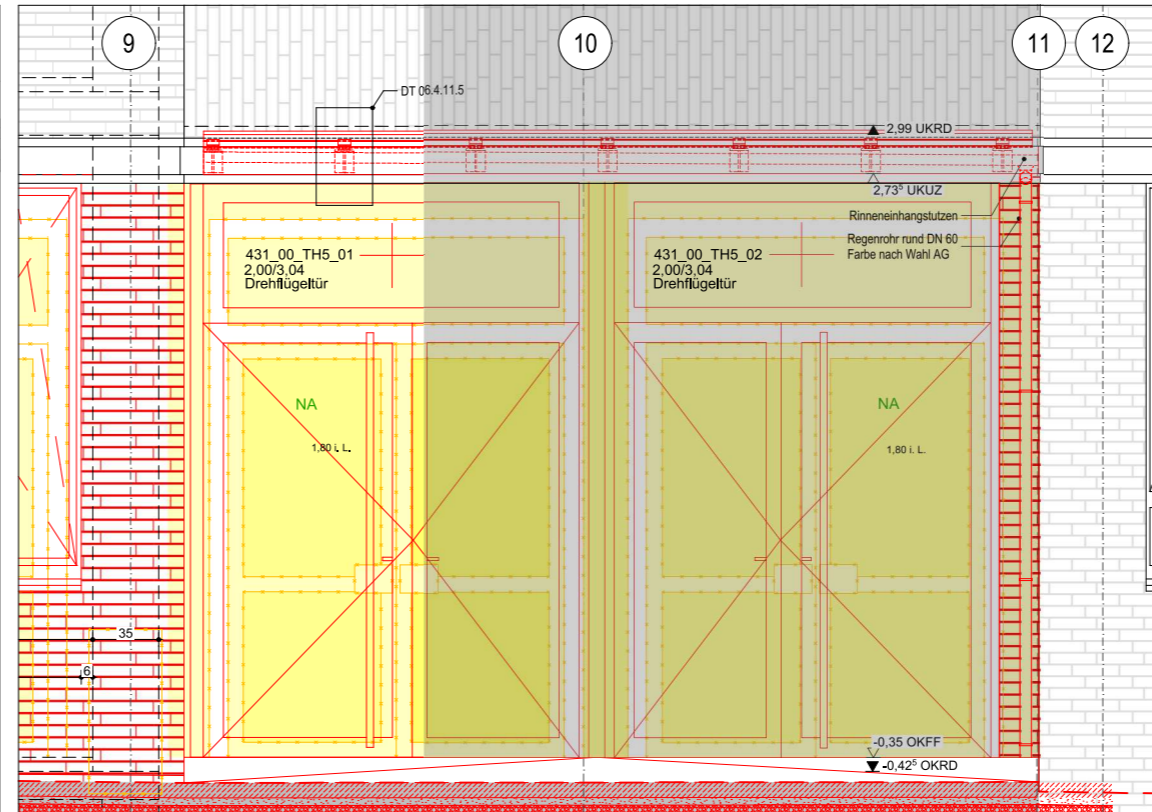 9
10
11
12
DT 06.4.11.5
2,99 UKRD
2,73⁵ UKUZ
Rinneneinhangstutzen
Regenrohr rund DN 60
Farbe nach Wahl AG
431_00_TH5_01
2,00/3,04
Drehflügeltür
431_00_TH5_02
2,00/3,04
Drehflügeltür
NA
1,80 i. L.
NA
1,80 i. L.
35
6
-0,35 OKFF
-0,42⁵ OKRD